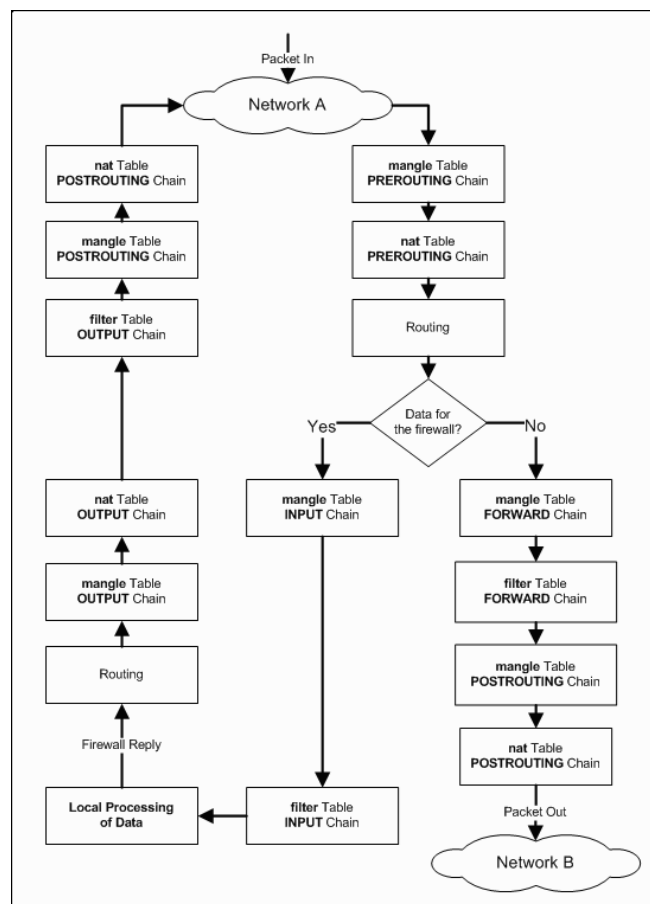 Packet In
Network A
mangle Table
PREROUTING Chain
nat Table
PREROUTING Chain
Routing
Data for
the firewall?
Yes
No
mangle Table
INPUT Chain
filter Table
INPUT Chain
Local Processing
of Data
Firewall Reply
Routing
mangle Table
OUTPUT Chain
nat Table
OUTPUT Chain
filter Table
OUTPUT Chain
mangle Table
POSTROUTING Chain
nat Table
POSTROUTING Chain
mangle Table
FORWARD Chain
filter Table
FORWARD Chain
mangle Table
POSTROUTING Chain
nat Table
POSTROUTING Chain
Packet Out
Network B